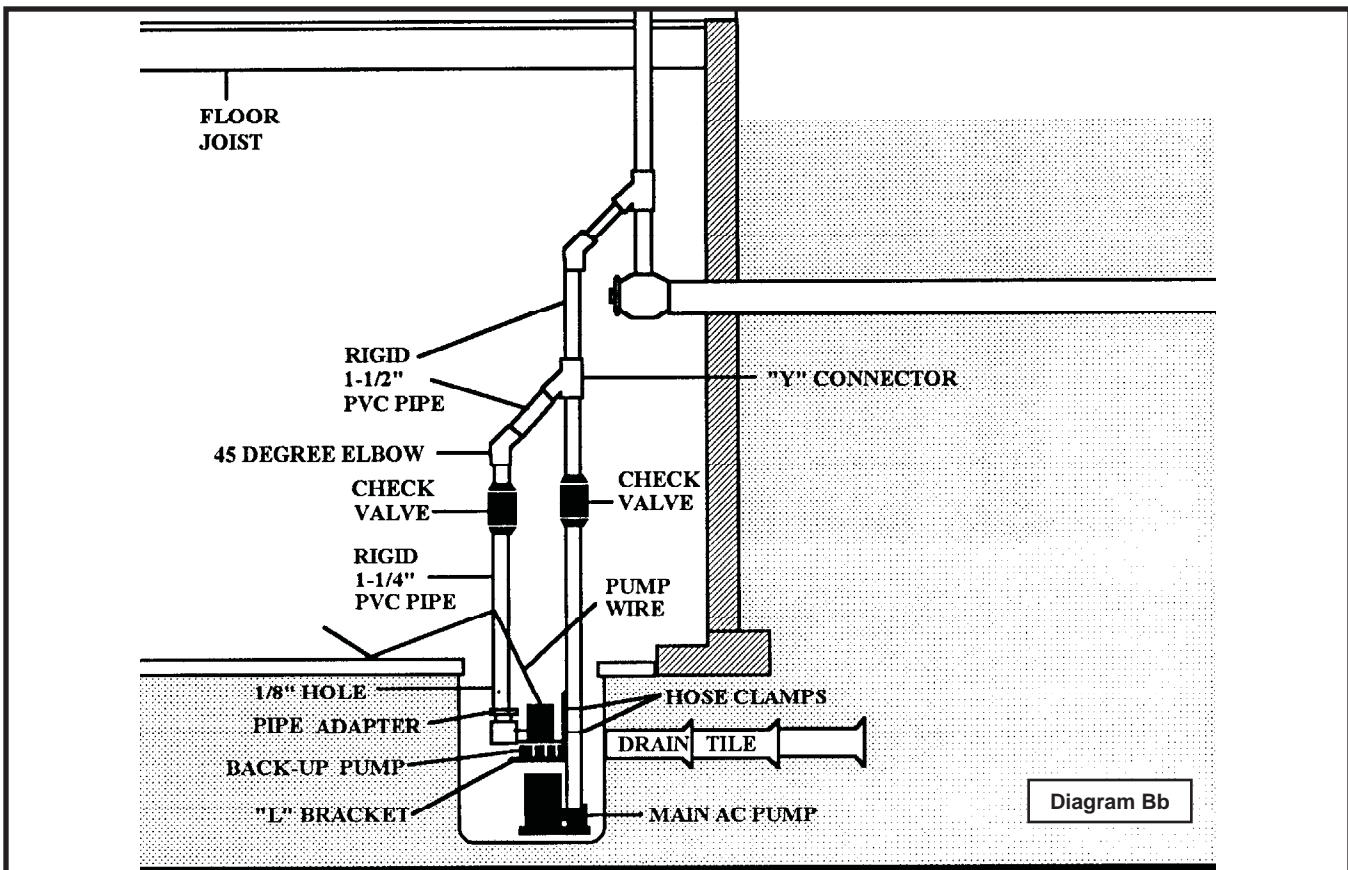 FLOOR
JOIST
RIGID
1-1/2"
PVC PIPE
"Y" CONNECTOR
45 DEGREE ELBOW
CHECK
VALVE
CHECK
VALVE
RIGID
1-1/4"
PVC PIPE
PUMP
WIRE
1/8" HOLE
HOSE CLAMPS
PIPE ADAPTER
DRAIN TILE
BACK-UP PUMP
"L" BRACKET
MAIN AC PUMP
Diagram Bb